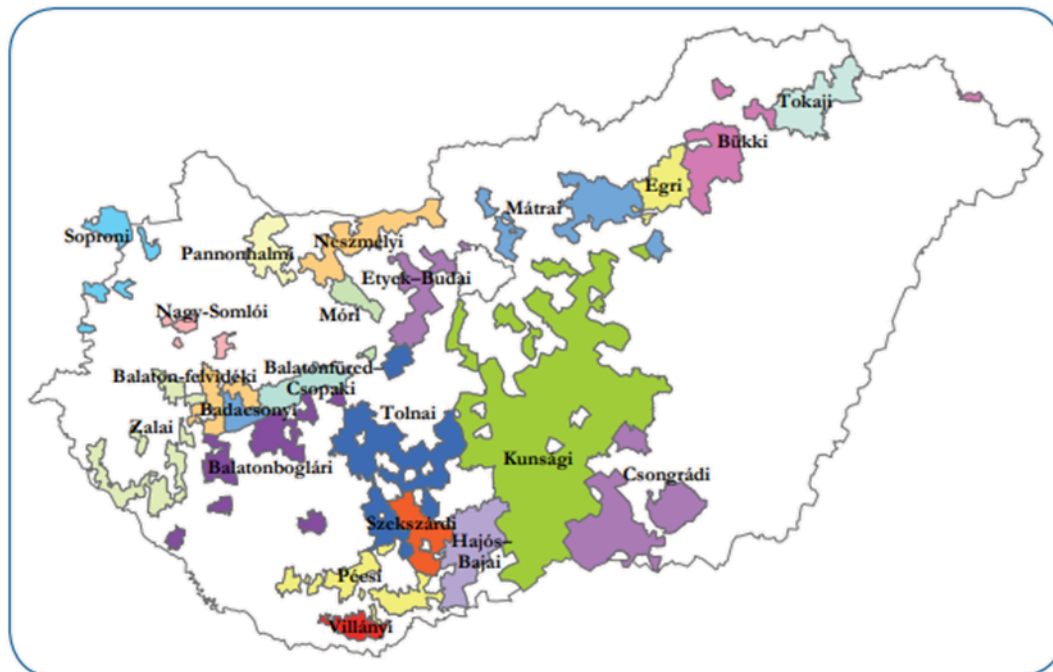 Tokaji
Bükki
Egri
Mátrai
Soproni
Neszmélyi
Pannonhalmi
Etyek–Budai
Nagy-Somlói
Móri
Balatonfüred–
Csopaki
Balaton-felvidéki
Badacsonyi
Tolnai
Zalai
Kunsági
Balatonboglári
Csongrádi
Szekszárdi
Hajós–
Bajai
Pécsi
Villányi